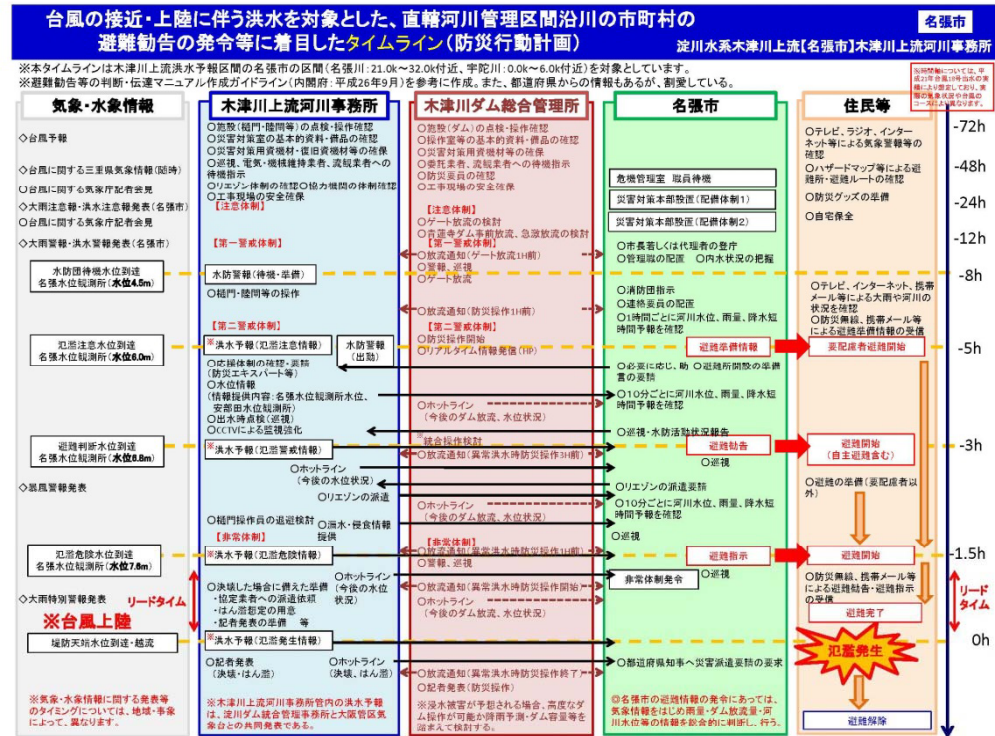 台風の接近・上陸に伴う洪水を対象とした、直轄河川管理区間沿川の市町村の
避難勧告の発令等に着目したタイムライン(防災行動計画)
名張市
淀川水系木津川上流【名張市】木津川上流河川事務所
※本タイムラインは木津川上流洪水予報区間の名張市の区間(名張川:21.0k~32.0k付近、宇陀川:0.0k~6.0k付近)を対象としています。
※避難勧告等の判断・伝達マニュアル作成ガイドライン(内閣府:平成26年9月)を参考に作成。また、都道府県からの情報もあるが、割愛している。
気象・水象情報
◇台風予報
◇台風に関する三重県気象情報(随時)
◇台風に関する気象庁記者会見
◇大雨注意報・洪水注意報発表(名張市)
◇台風に関する気象庁記者会見
◇大雨警報・洪水警報発表(名張市)
水防団待機水位到達
名張水位観測所(水位4.5m)
氾濫注意水位到達
名張水位観測所(水位6.0m)
避難判断水位到達
名張水位観測所(水位6.8m)
◇暴風警報発表
氾濫危険水位到達
名張水位観測所(水位7.6m)
◇大雨特別警報発表
リードタイム
※台風上陸
堤防天端水位到達・越流
※気象・水象情報に関する発表等
のタイミングについては、地域・事象
によって、異なります。
木津川上流河川事務所
○施設(樋門・陸閘等)の点検・操作確認
○災害対策室の基本的資料・備品の確認
○災害対策用資機材・復旧資機材等の確保
○巡視、電気・機械維持業者、流観業者への
待機指示
○リエゾン体制の確認○協力機関の体制確認
○工事現場の安全確保
【注意体制】
【第一警戒体制】
水防警報(待機・準備)
○樋門・陸閘等の操作
【第二警戒体制】
※洪水予報(氾濫注意情報)
水防警報
(出動)
○応援体制の確認・要請
(防災エキスパート等)
○水位情報
(情報提供内容:名張水位観測所水位、
安部田水位観測所)
○出水時点検(巡視)
○CCTVによる監視強化
※洪水予報(氾濫警戒情報)
○ホットライン
(今後の水位状況)
○リエゾンの派遣
○樋門操作員の退避検討
○漏水・侵食情報
提供
【非常体制】
※洪水予報(氾濫危険情報)
○ホットライン
(今後の水位
状況)
○決壊した場合に備えた準備
・協定業者への派遣依頼
・はん濫想定の用意
・記者発表の準備 等
※洪水予報(氾濫発生情報)
○記者発表
(決壊・はん濫)
○ホットライン
(決壊、はん濫)
※木津川上流河川事務所管内の洪水予報
は、淀川ダム統合管理事務所と大阪管区気
象台との共同発表である。
木津川ダム総合管理所
○施設(ダム)の点検・操作確認
○操作室等の基本的資料・備品の確認
○災害対策用資機材等の確保
○委託業者、流観業者への待機指示
○防災要員の確認
○工事現場の安全確保
【注意体制】
○ゲート放流の検討
○青蓮寺ダム事前放流、急激放流の検討
【第一警戒体制】
○放流通知(ゲート放流1H前)
○警報、巡視
○ゲート放流
○放流通知(防災操作1H前)
【第二警戒体制】
○防災操作開始
○リアルタイム情報発信(HP)
○ホットライン
(今後のダム放流、水位状況)
※統合操作検討
○放流通知(異常洪水時防災操作3H前)
○ホットライン
(今後のダム放流、水位状況)
【非常体制】
○放流通知(異常洪水時防災操作1H前)
○警報、巡視
○放流通知(異常洪水時防災操作開始)
○ホットライン
(今後のダム放流、水位状況)
○放流通知(異常洪水時防災操作終了)
○記者発表(防災操作)
※浸水被害が予想される場合、高度なダ
ム操作が可能か降雨予測・ダム容量等を
踏まえて検討する。
名張市
危機管理室 職員待機
災害対策本部設置(配備体制1)
災害対策本部設置(配備体制2)
○市長若しくは代理者の登庁
○管理職の配置 ○内水状況の把握
○消防団指示
○連絡要員の配置
○1時間ごとに河川水位、雨量、降水短
時間予報を確認
避難準備情報
○必要に応じ、助
言の要請
○避難所開設の準備
○10分ごとに河川水位、雨量、降水短
時間予報を確認
○巡視・水防活動状況報告
避難勧告
○巡視
○リエゾンの派遣要請
○10分ごとに河川水位、雨量、降水短
時間予報を確認
○巡視
避難指示
○巡視
非常体制発令
○都道府県知事へ災害派遣要請の要求
◎名張市の避難情報の発令にあっては、
気象情報をはじめ雨量・ダム放流量・河
川水位等の情報を総合的に判断し、行う。
住民等
○テレビ、ラジオ、インター
ネット等による気象警報等の
確認
○ハザードマップ等による避
難所・避難ルートの確認
○防災グッズの準備
○自宅保全
○テレビ、インターネット、携帯
メール等による大雨や河川の
状況を確認
○防災無線、携帯メール等
による避難準備情報の受信
要配慮者避難開始
避難開始
(自主避難含む)
○避難の準備(要配慮者以
外)
避難開始
○防災無線、携帯メール等
による避難勧告・避難指示
の受信
避難完了
氾濫発生
避難解除
-72h
-48h
-24h
-12h
-8h
-5h
-3h
-1.5h
リード
タイム
0h